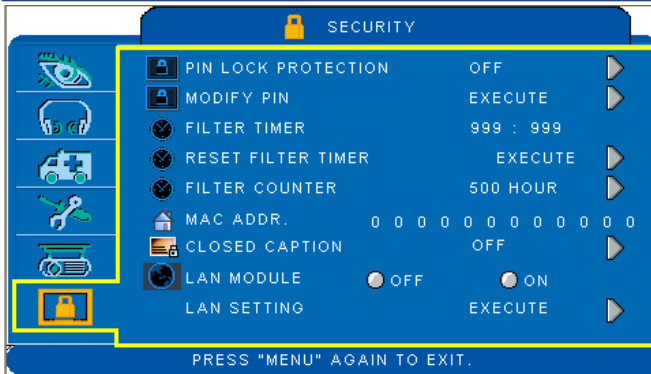 SECURITY
PIN LOCK PROTECTION OFF
MODIFY PIN EXECUTE
FILTER TIMER 999 : 999
RESET FILTER TIMER EXECUTE
FILTER COUNTER 500 HOUR
MAC ADDR. 0 0 0 0 0 0 0 0 0 0 0 0
CLOSED CAPTION OFF
LAN MODULE OFF ON
LAN SETTING EXECUTE
PRESS "MENU" AGAIN TO EXIT.